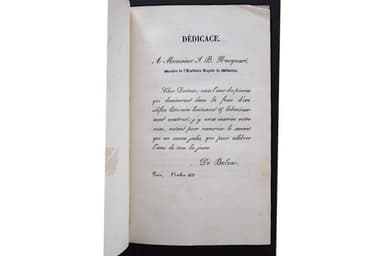 DÉDICACE.
A Monsieur J. B. Nacquart,
Membre de l'Académie Royale de Médecine.
Cher Docteur, voici l'une des pierres
qui dominent dans la frise d'un
édifice littéraire lentement & laborieuse-
ment construit; j'y veux inscrire votre
nom, autant pour remercier le savant
qui me sauva jadis, que pour célébrer
l'ami de tous les jours.
De Balzac.